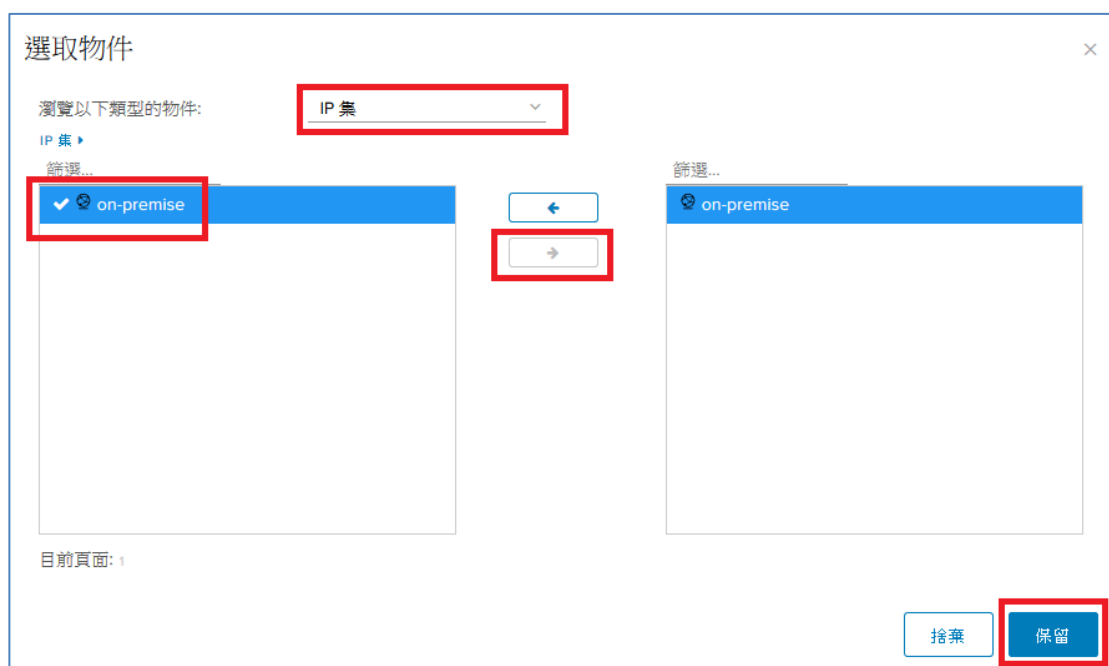 選取物件
瀏覽以下類型的物件:
IP 集
IP 集
篩選...
篩選...
on-premise
on-premise
目前頁面: 1
捨棄
保留